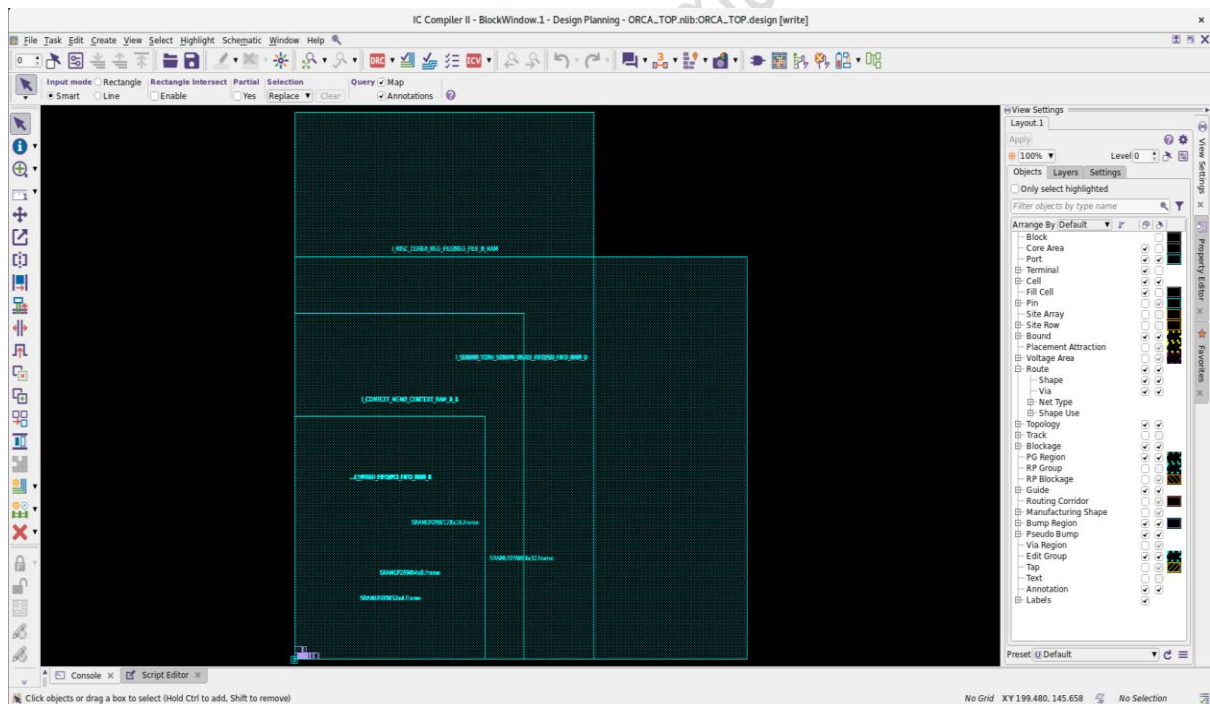 IC Compiler II - BlockWindow.1 - Design Planning - ORCA_TOP.nlib:ORCA_TOP.design [write]
File Task Edit Create View Select Highlight Schematic Window Help
0
DRC
ICV
Input mode Rectangle Rectangle Intersect Partial Selection Query Map
Smart Line Enable Yes Replace Clear Annotations
View Settings
Layout.1
Apply
100% Level 0
Objects Layers Settings
Only select highlighted
Filter objects by type name
Arrange By Default
Block
Core Area
Port
Terminal
Cell
Fill Cell
Pin
Site Array
Site Row
Bound
Placement Attraction
Voltage Area
Route
Shape
Via
Net Type
Shape Use
Topology
Track
Blockage
PG Region
RP Group
RP Blockage
Guide
Routing Corridor
Manufacturing Shape
Bump Region
Pseudo Bump
Via Region
Edit Group
Tap
Text
Annotation
Labels
Preset U Default
View Settings
Property Editor
Favorites
Console
Script Editor
Click objects or drag a box to select (Hold Ctrl to add, Shift to remove)
No Grid XY 199.480, 145.658 No Selection